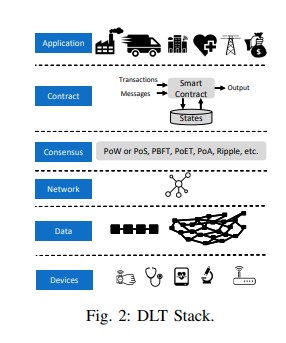 Application
Contract
Transactions
Messages
Smart
Contract
Output
States
Consensus
PoW or PoS, PBFT, PoET, PoA, Ripple, etc.
Network
Data
Devices
Fig. 2: DLT Stack.